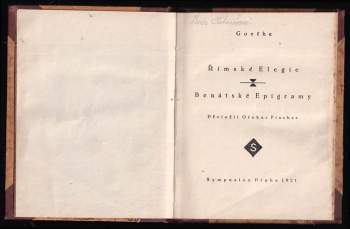 Goethe
Římské Elegie
Benátské Epigramy
Přeložil Otokar Fischer
S
Symposion Praha 1921